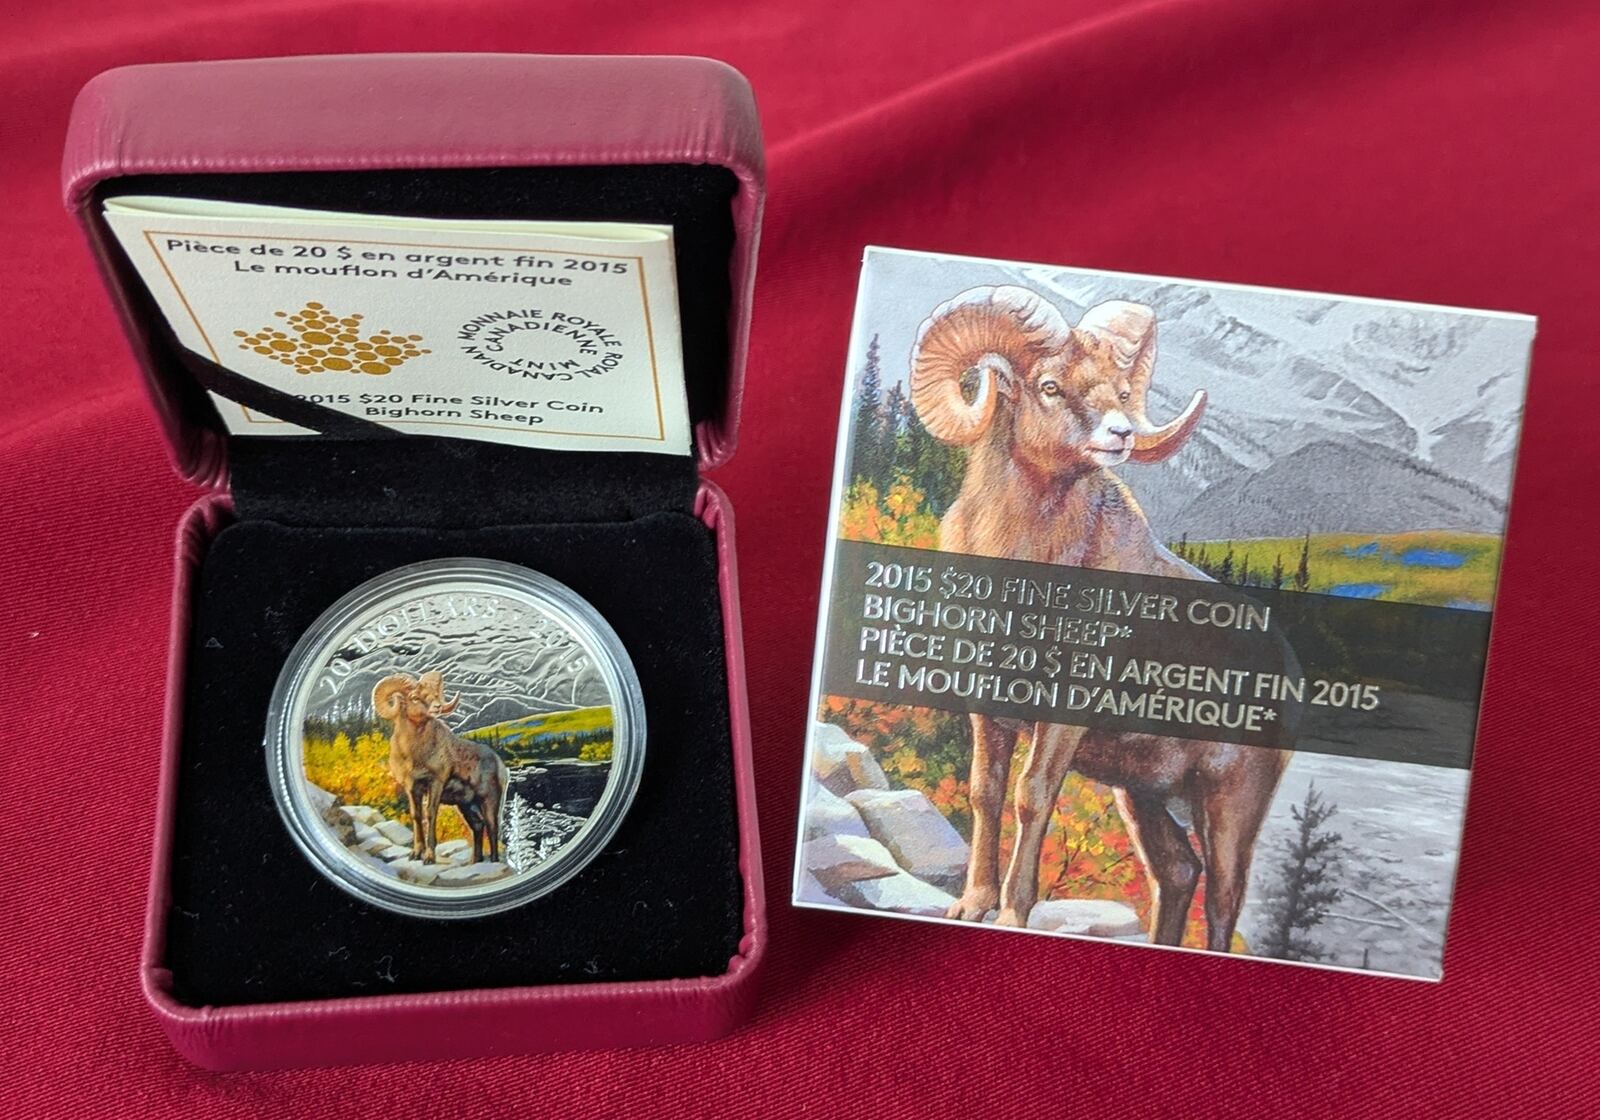 Pièce de 20 $ en argent fin 2015
Le mouflon d'Amérique
MONNAIE ROYALE CANADIENNE
ROYAL CANADIAN MINT
2015 $20 Fine Silver Coin
Bighorn Sheep
20 DOLLARS 2015
2015 $20 FINE SILVER COIN
BIGHORN SHEEP*
PIÈCE DE 20 $ EN ARGENT FIN 2015
LE MOUFLON D'AMÉRIQUE*